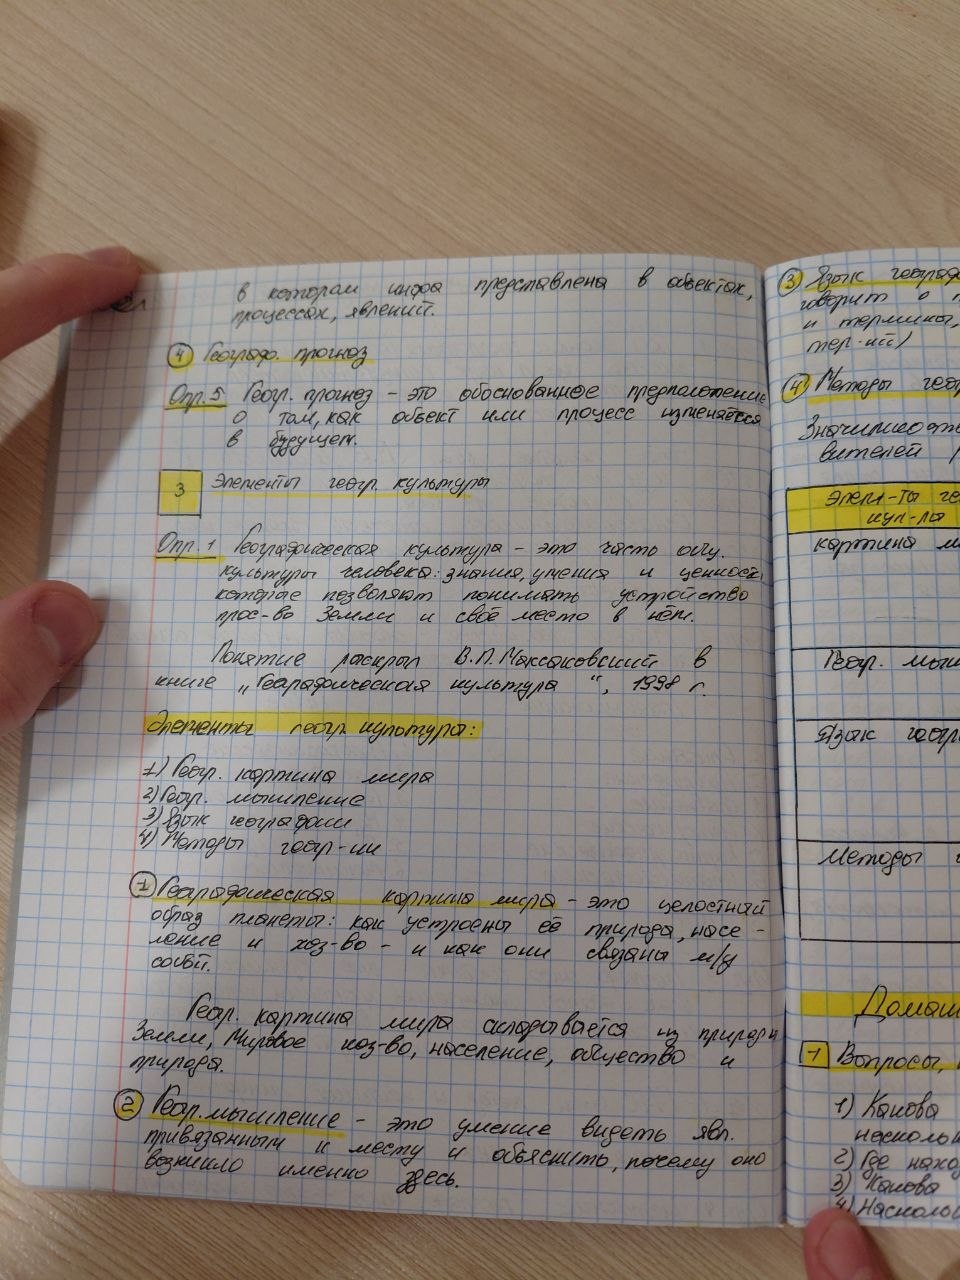 в котором инфа представлена в объектах,
процессах, явлений.
4 Географ. прогноз
Опр. 5 Геогр. прогноз - это обоснованное предположение
о том, как объект или процесс изменяется
в будущем.
3 Элементы геогр. культуры
Опр. 1 Географическая культура - это часть общ.
культуры человека: знания, умения и ценности,
которые позволяют понимать устройство
прос-во Земли и своё место в нём.
Понятие раскрыл В.П. Максаковский в
книге „Географическая культура“, 1998 г.
Элементы геогр. культуры:
1) Геогр. картина мира
2) Геогр. мышление
3) Язык географии
4) Методы геогр-ии
1 Географическая картина мира - это целостный
образ планеты: как устроены её природа, насе-
ление и хоз-во - и как они связаны м/у
собой.
Геогр. картина мира складывается из природы
Земли, Мировое хоз-во, население, общество и
природа.
2 Геогр. мышление - это умение видеть явл.
привязанным к месту и объяснить, почему оно
возникло именно здесь.
3 Язык географ
говорит о
и термины,
тер-ий)
4 Методы геогр
вителей
Элем-ты ге
кул-ры
картина ми
Геогр. мыш
Язык геогр
Методы г
Домаш
1 Вопросы,
1) Какова
насколь
2) Где нахо
3) Какова
4) Насколь